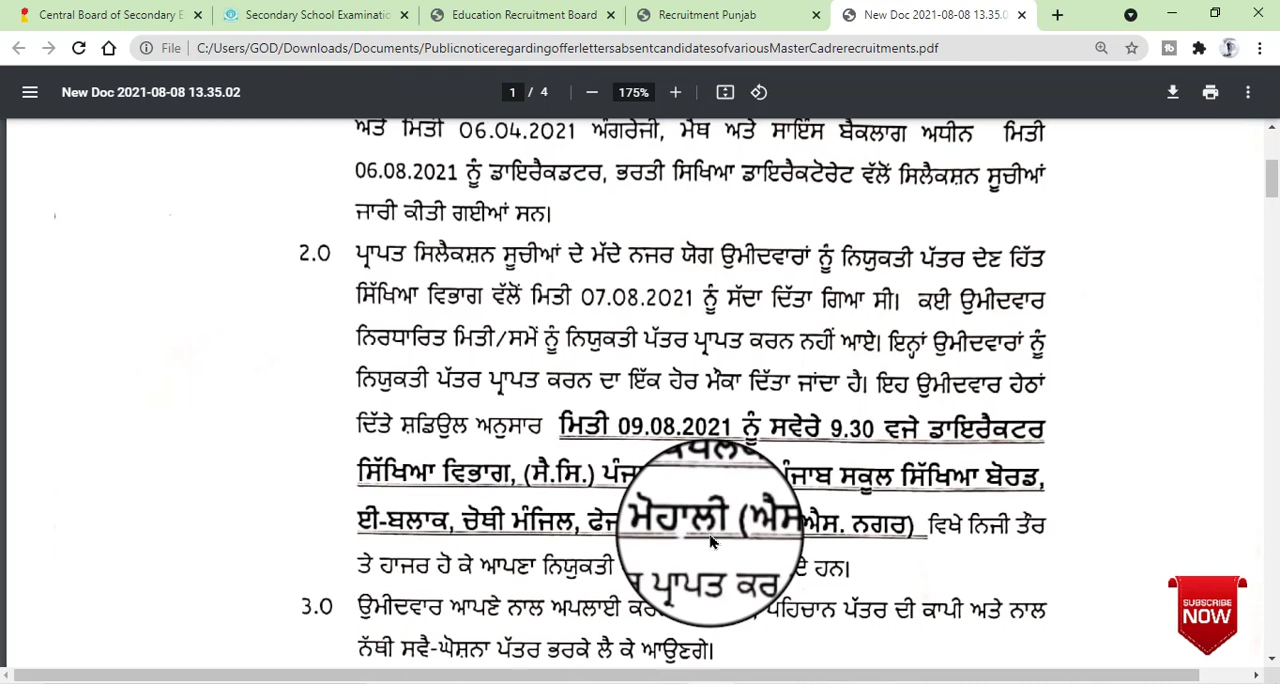 Central Board of Secondary E
Secondary School Examinatio
Education Recruitment Board
Recruitment Punjab
New Doc 2021-08-08 13.35.0
File
C:/Users/GOD/Downloads/Documents/PublicnoticeregardingofferlettersabsentcandidatesofvariousMasterCadrerecruitments.pdf
New Doc 2021-08-08 13.35.02
1 / 4
175%
ਅਤੇ ਮਿਤੀ 06.04.2021 ਅੰਗਰੇਜੀ, ਮੈਥ ਅਤੇ ਸਾਇੰਸ ਬੈਕਲਾਗ ਅਧੀਨ ਮਿਤੀ
06.08.2021 ਨੂੰ ਡਾਇਰੈਕਡਟਰ, ਭਰਤੀ ਸਿਖਿਆ ਡਾਇਰੈਕਟੋਰੇਟ ਵੱਲੋਂ ਸਿਲੈਕਸ਼ਨ ਸੂਚੀਆਂ
ਜਾਰੀ ਕੀਤੀ ਗਈਆਂ ਸਨ।
2.0 ਪ੍ਰਾਪਤ ਸਿਲੈਕਸ਼ਨ ਸੂਚੀਆਂ ਦੇ ਮੱਦੇ ਨਜਰ ਯੋਗ ਉਮੀਦਵਾਰਾਂ ਨੂੰ ਨਿਯੁਕਤੀ ਪੱਤਰ ਦੇਣ ਹਿੱਤ
ਸਿੱਖਿਆ ਵਿਭਾਗ ਵੱਲੋਂ ਮਿਤੀ 07.08.2021 ਨੂੰ ਸੱਦਾ ਦਿੱਤਾ ਗਿਆ ਸੀ। ਕਈ ਉਮੀਦਵਾਰ
ਨਿਰਧਾਰਿਤ ਮਿਤੀ/ਸਮੇਂ ਨੂੰ ਨਿਯੁਕਤੀ ਪੱਤਰ ਪ੍ਰਾਪਤ ਕਰਨ ਨਹੀਂ ਆਏ। ਇਨ੍ਹਾਂ ਉਮੀਦਵਾਰਾਂ ਨੂੰ
ਨਿਯੁਕਤੀ ਪੱਤਰ ਪ੍ਰਾਪਤ ਕਰਨ ਦਾ ਇੱਕ ਹੋਰ ਮੌਕਾ ਦਿੱਤਾ ਜਾਂਦਾ ਹੈ। ਇਹ ਉਮੀਦਵਾਰ ਹੇਠਾਂ
ਦਿੱਤੇ ਸ਼ਡਿਉਲ ਅਨੁਸਾਰ ਮਿਤੀ 09.08.2021 ਨੂੰ ਸਵੇਰੇ 9.30 ਵਜੇ ਡਾਇਰੈਕਟਰ
ਸਿੱਖਿਆ ਵਿਭਾਗ, (ਸੈ.ਸਿ.) ਪੰਜਾਬ ਸਕੂਲ ਸਿੱਖਿਆ ਬੋਰਡ,
ਈ-ਬਲਾਕ, ਚੋਥੀ ਮੰਜਿਲ, ਫੇਜ ਮੋਹਾਲੀ (ਐਸ ਐਸ. ਨਗਰ) ਵਿਖੇ ਨਿਜੀ ਤੌਰ
ਤੇ ਹਾਜਰ ਹੋ ਕੇ ਆਪਣਾ ਨਿਯੁਕਤੀ ਪ੍ਰਾਪਤ ਕਰ ਹਨ।
3.0 ਉਮੀਦਵਾਰ ਆਪਣੇ ਨਾਲ ਅਪਲਾਈ ਪਹਿਚਾਨ ਪੱਤਰ ਦੀ ਕਾਪੀ ਅਤੇ ਨਾਲ
ਨੱਥੀ ਸਵੈ-ਘੋਸ਼ਨਾ ਪੱਤਰ ਭਰਕੇ ਲੈ ਕੇ ਆਉਣਗੇ।
SUBSCRIBE
NOW